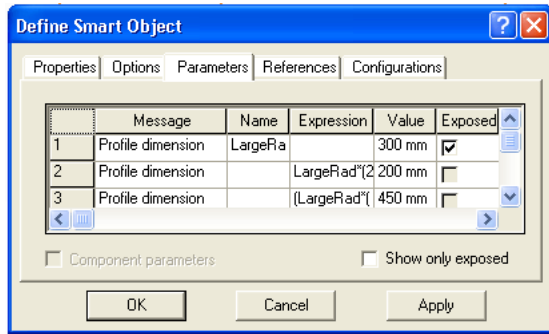 Define Smart Object
Properties Options Parameters References Configurations
Message Name Expression Value Exposed
1 Profile dimension LargeRa 300 mm
2 Profile dimension LargeRad*(2 200 mm
3 Profile dimension (LargeRad*( 450 mm
Component parameters Show only exposed
OK Cancel Apply